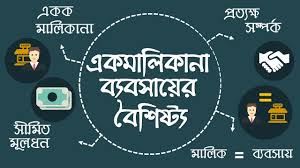 একক
মালিকানা
প্রত্যক্ষ
সম্পর্ক
একমালিকানা
ব্যবসায়ের
বৈশিষ্ট্য
সীমিত
মূলধন
মালিক = ব্যবসায়